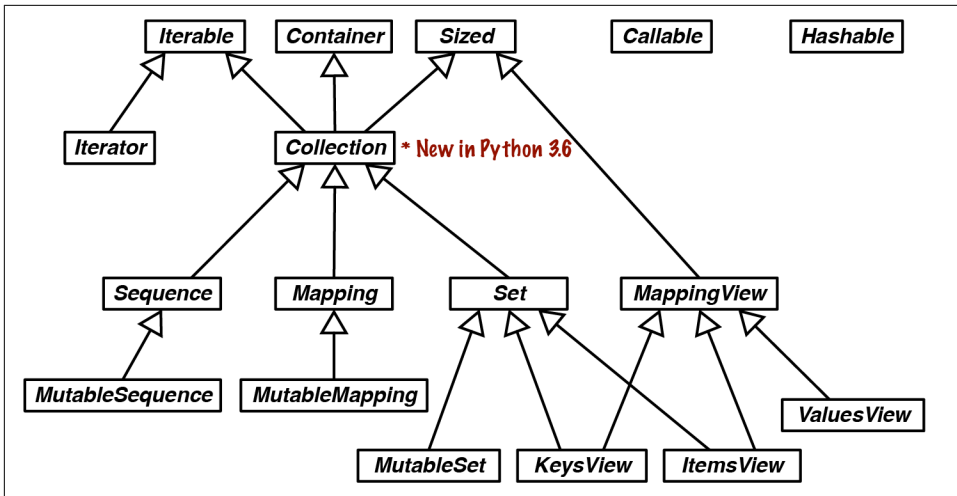 Iterable
Container
Sized
Callable
Hashable
Iterator
Collection
* New in Python 3.6
Sequence
Mapping
Set
MappingView
MutableSequence
MutableMapping
ValuesView
MutableSet
KeysView
ItemsView